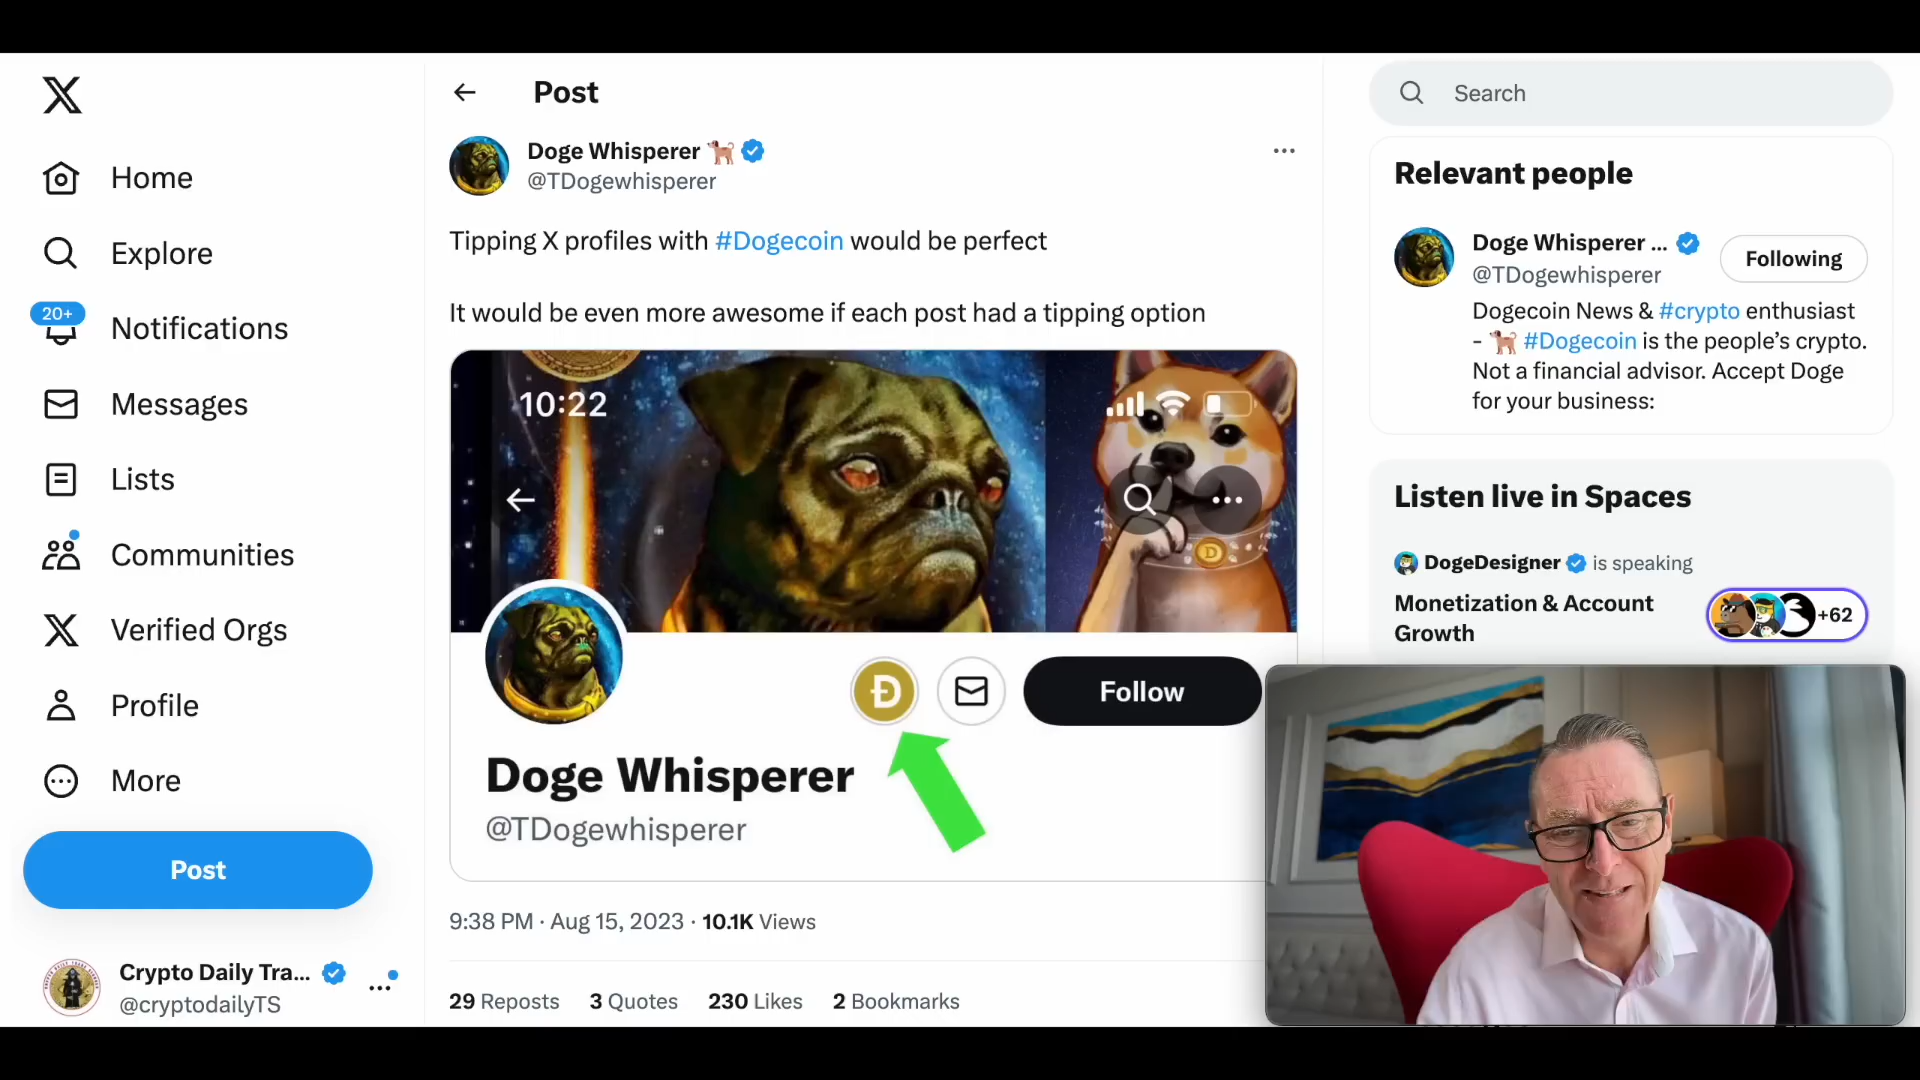 Home
Explore
20+
Notifications
Messages
Lists
Communities
Verified Orgs
Profile
More
Post
Crypto Daily Tra...
@cryptodailyTS
Post
Doge Whisperer
@TDogewhisperer
Tipping X profiles with #Dogecoin would be perfect
It would be even more awesome if each post had a tipping option
10:22
Đ
Follow
Doge Whisperer
@TDogewhisperer
9:38 PM · Aug 15, 2023 · 10.1K Views
29 Reposts 3 Quotes 230 Likes 2 Bookmarks
Search
Relevant people
Doge Whisperer ...
@TDogewhisperer
Following
Dogecoin News & #crypto enthusiast
- #Dogecoin is the people’s crypto.
Not a financial advisor. Accept Doge
for your business:
Listen live in Spaces
DogeDesigner is speaking
Monetization & Account
Growth
+62